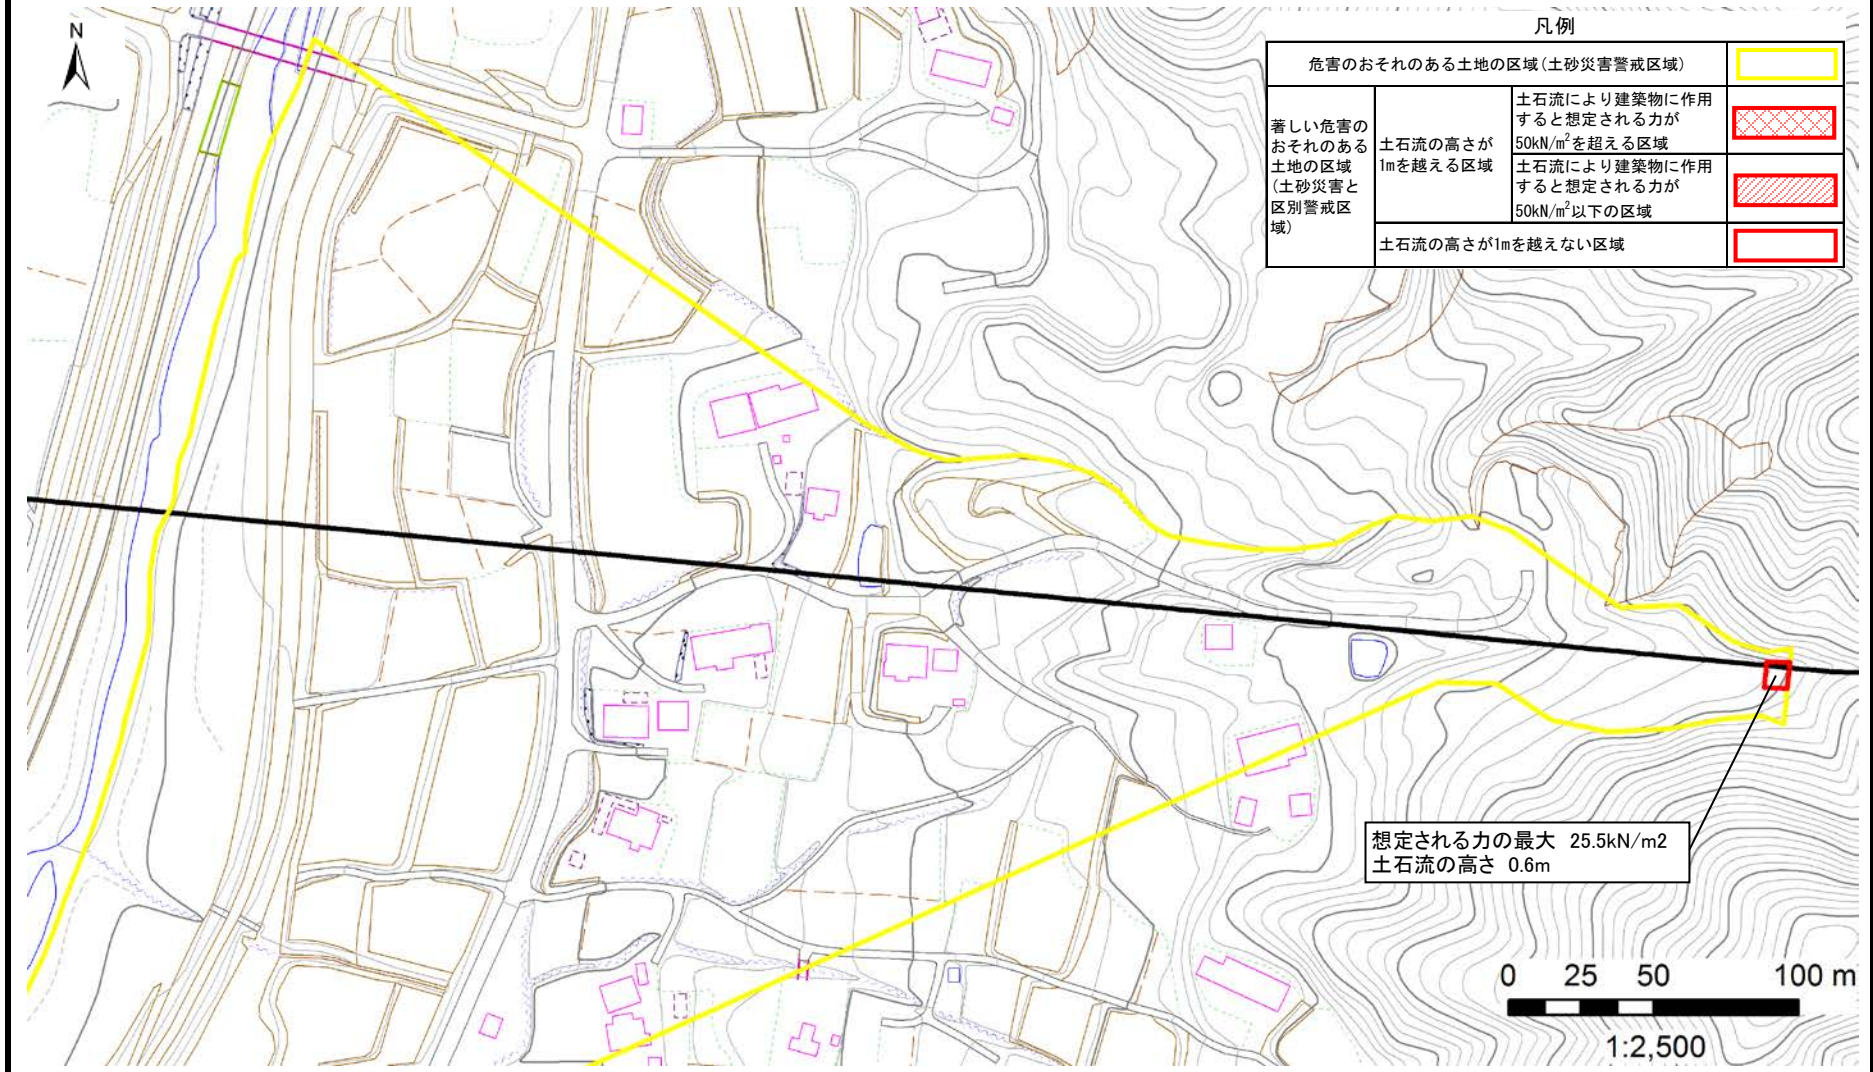 N
凡例
危害のおそれのある土地の区域(土砂災害警戒区域)
著しい危害の
おそれのある
土地の区域
(土砂災害と
区別警戒区
域)
土石流の高さが
1mを越える区域
土石流により建築物に作用
すると想定される力が
50kN/m²を超える区域
土石流により建築物に作用
すると想定される力が
50kN/m²以下の区域
土石流の高さが1mを越えない区域
想定される力の最大 25.5kN/m2
土石流の高さ 0.6m
0 25 50 100 m
1:2,500